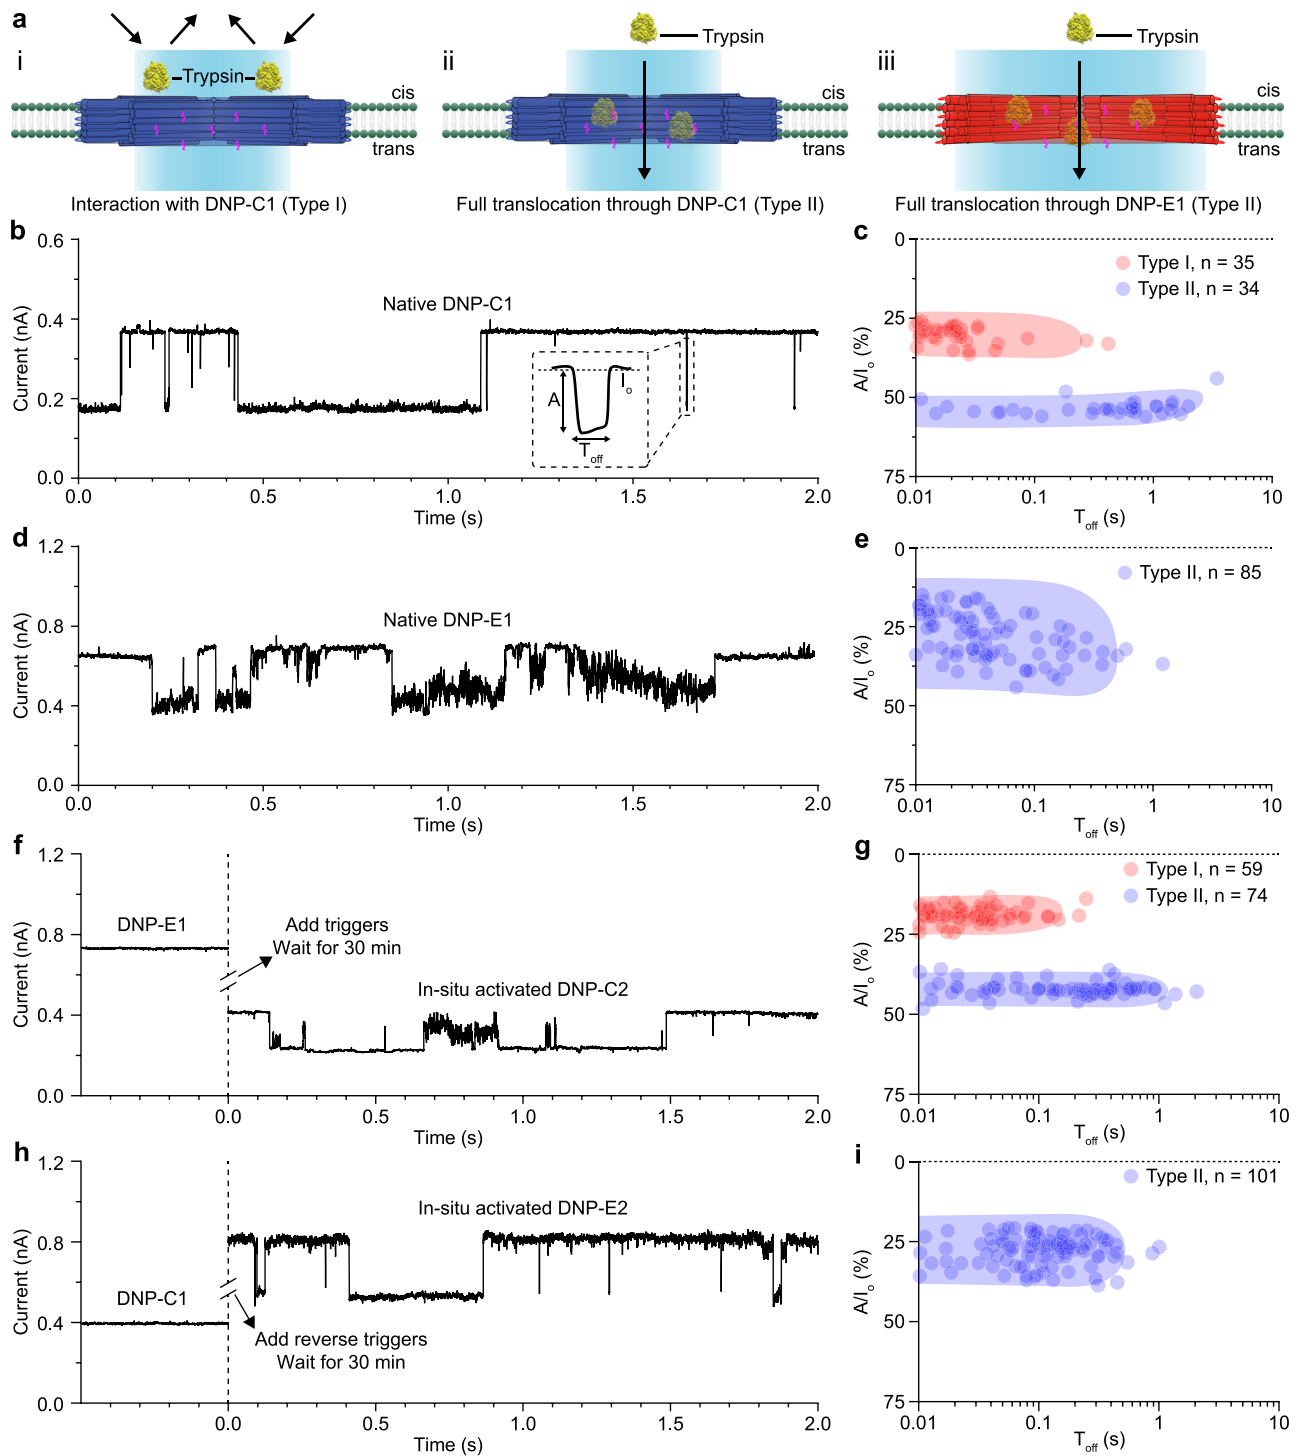 a
i
Trypsin
cis
trans
Interaction with DNP-C1 (Type I)
ii
Trypsin
cis
trans
Full translocation through DNP-C1 (Type II)
iii
Trypsin
cis
trans
Full translocation through DNP-E1 (Type II)
b
Current (nA)
0.6
0.4
0.2
0.0
Native DNP-C1
A
Io
Toff
0.0 0.5 1.0 1.5 2.0
Time (s)
c
A/Io (%)
0
25
50
75
Type I, n = 35
Type II, n = 34
0.01 0.1 1 10
Toff (s)
d
Current (nA)
1.2
0.8
0.4
0.0
Native DNP-E1
0.0 0.5 1.0 1.5 2.0
Time (s)
e
A/Io (%)
0
25
50
75
Type II, n = 85
0.01 0.1 1 10
Toff (s)
f
Current (nA)
1.2
0.8
0.4
0.0
DNP-E1
Add triggers
Wait for 30 min
In-situ activated DNP-C2
0.0 0.5 1.0 1.5 2.0
Time (s)
g
A/Io (%)
0
25
50
75
Type I, n = 59
Type II, n = 74
0.01 0.1 1 10
Toff (s)
h
Current (nA)
1.2
0.8
0.4
0.0
In-situ activated DNP-E2
DNP-C1
Add reverse triggers
Wait for 30 min
0.0 0.5 1.0 1.5 2.0
Time (s)
i
A/Io (%)
0
25
50
75
Type II, n = 101
0.01 0.1 1 10
Toff (s)